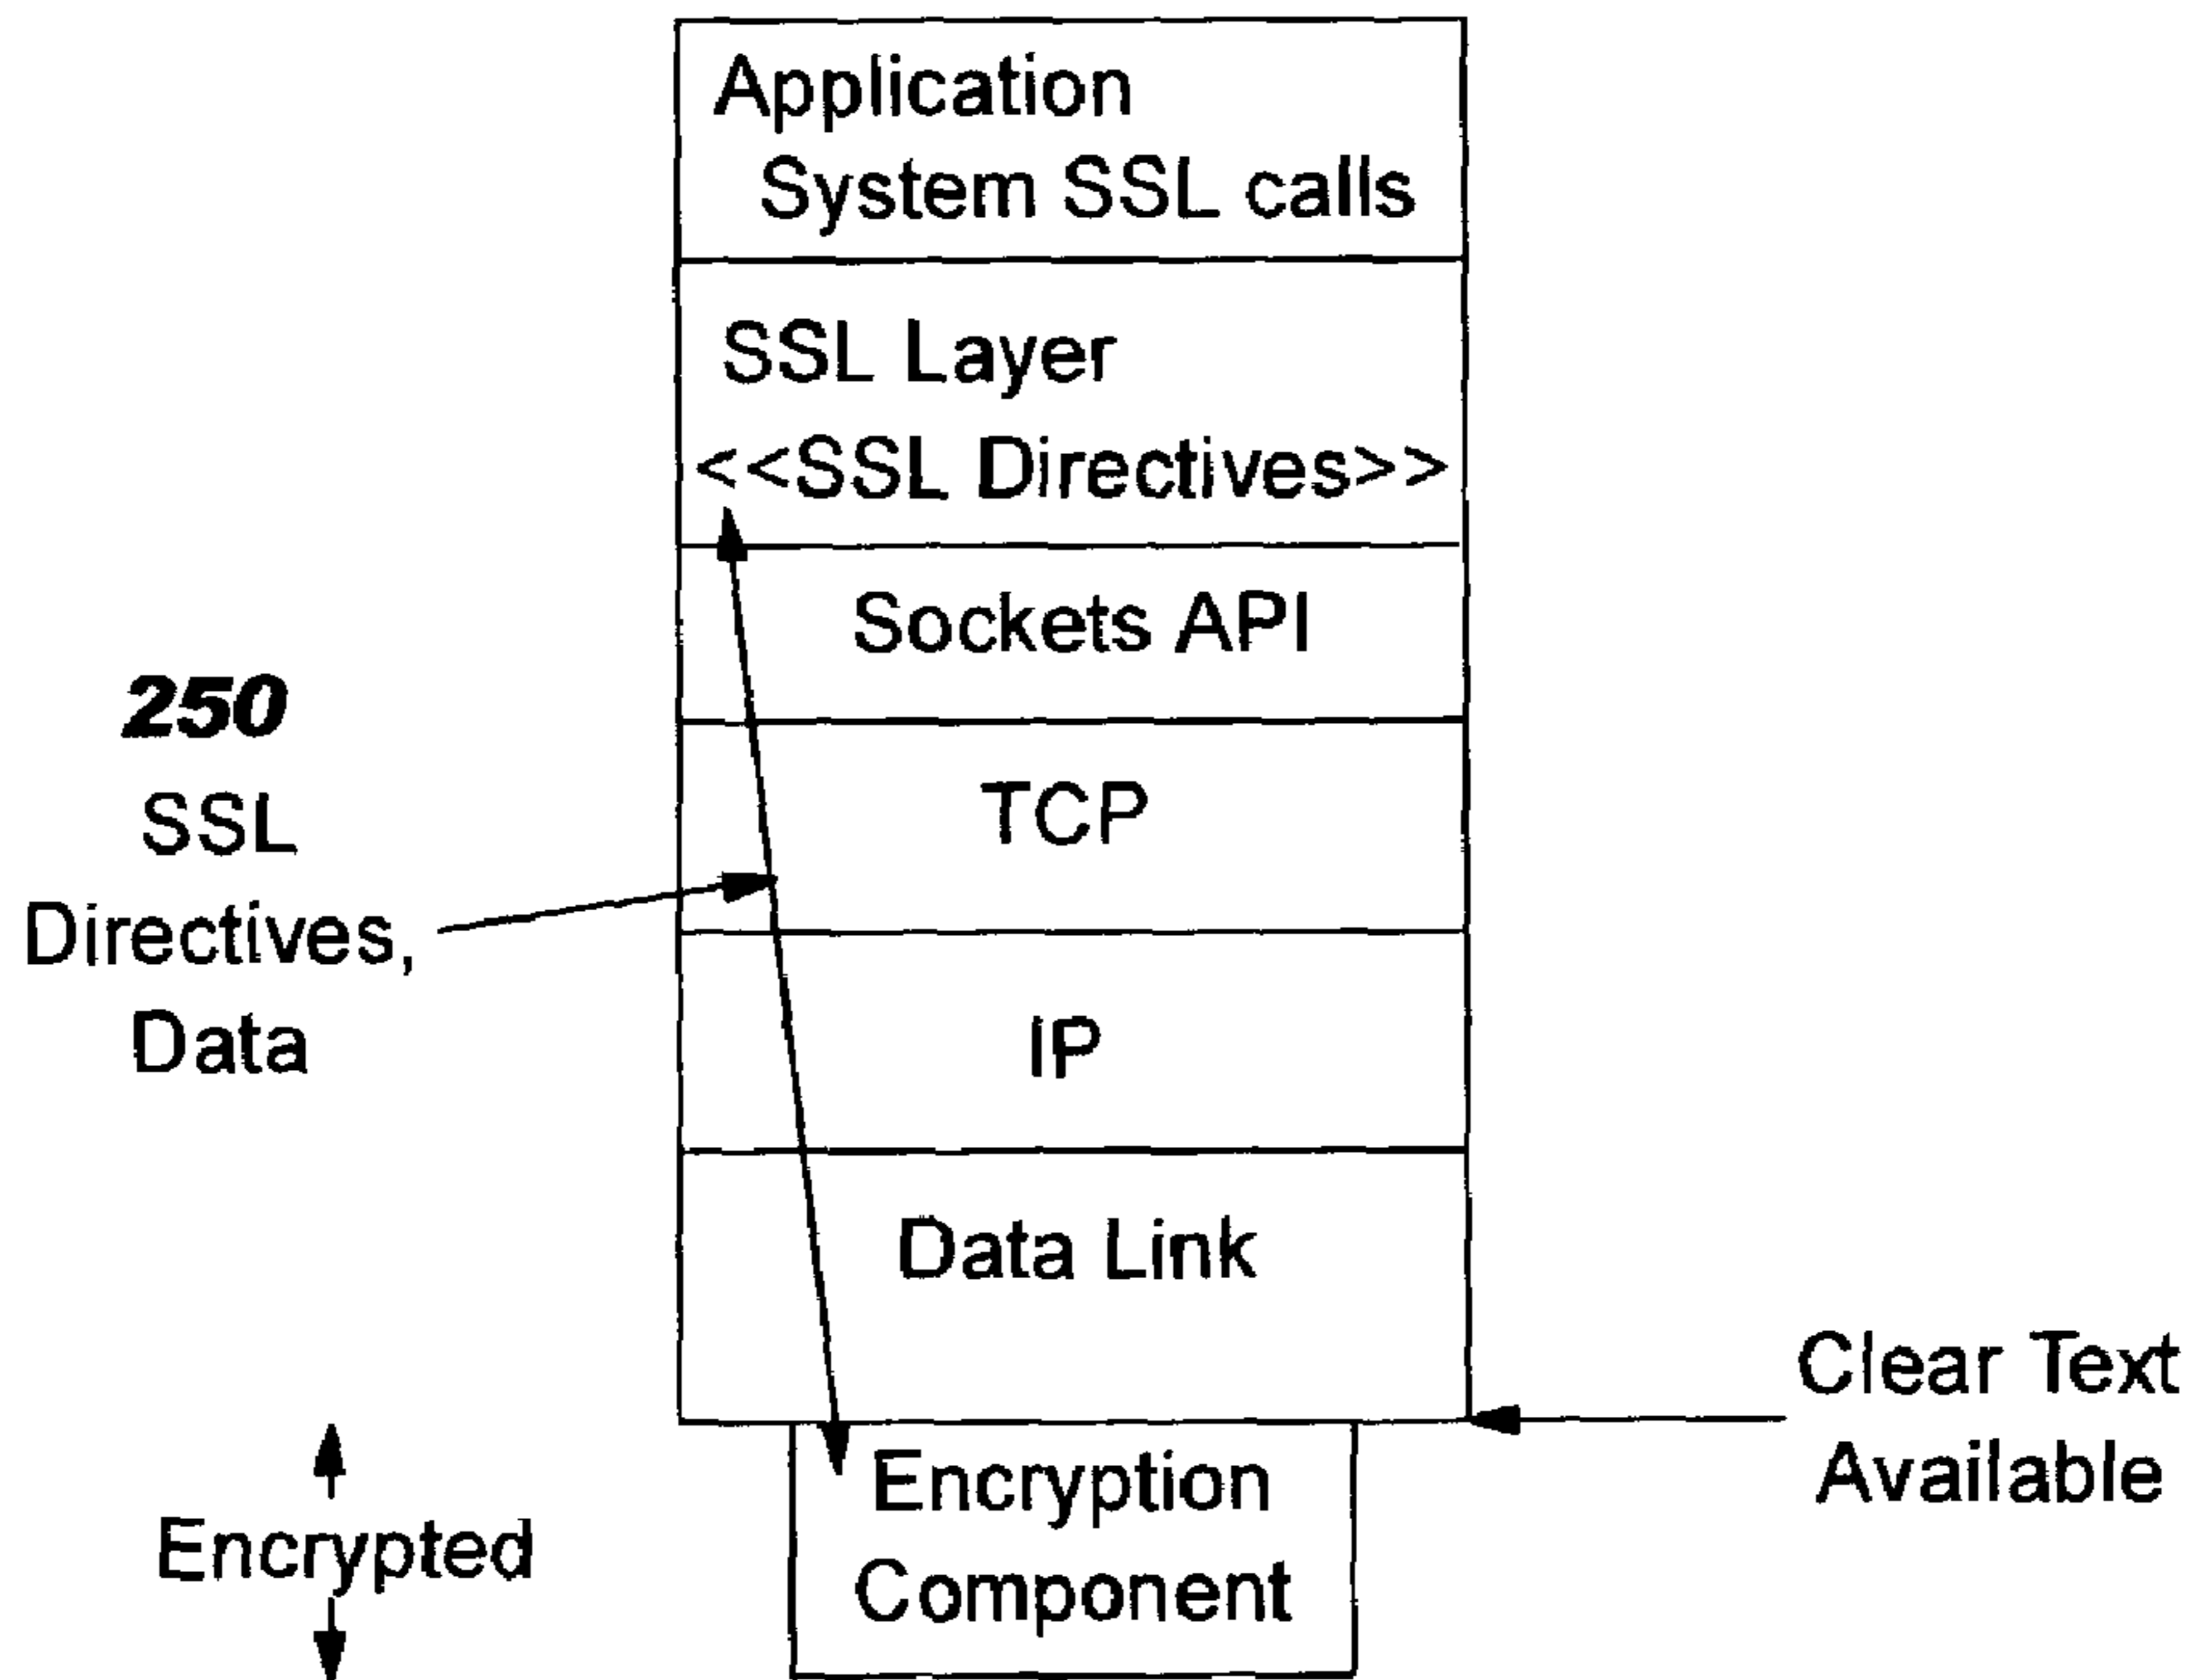 Application
System SSL calls
SSL Layer
<<SSL Directives>>
Sockets API
250
SSL
Directives,
Data
TCP
IP
Data Link
Clear Text
Available
Encrypted
Encryption
Component